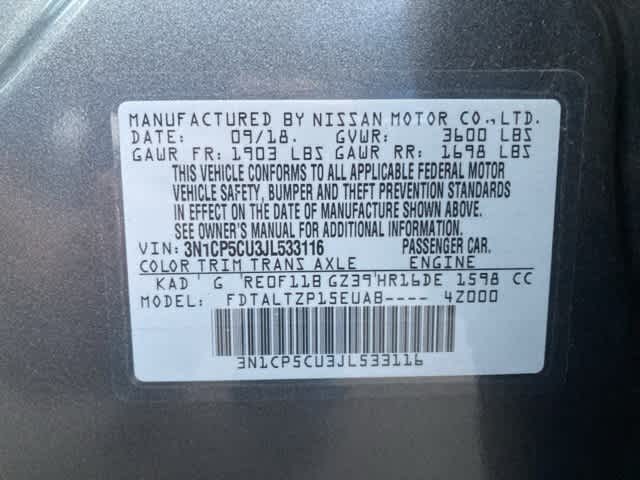 MANUFACTURED BY NISSAN MOTOR CO.,LTD.
DATE: 09/18. GVWR: 3600 LBS
GAWR FR: 1903 LBS GAWR RR: 1698 LBS
THIS VEHICLE CONFORMS TO ALL APPLICABLE FEDERAL MOTOR
VEHICLE SAFETY, BUMPER AND THEFT PREVENTION STANDARDS
IN EFFECT ON THE DATE OF MANUFACTURE SHOWN ABOVE.
SEE OWNER'S MANUAL FOR ADDITIONAL INFORMATION.
VIN: 3N1CP5CU3JL533116 PASSENGER CAR.
COLOR TRIM TRANS AXLE ENGINE
KAD' G 'RE0F11B GZ39'HR16DE 1598 CC
MODEL: FDTALTZP15EUAB---- 4Z000
3N1CP5CU3JL533116